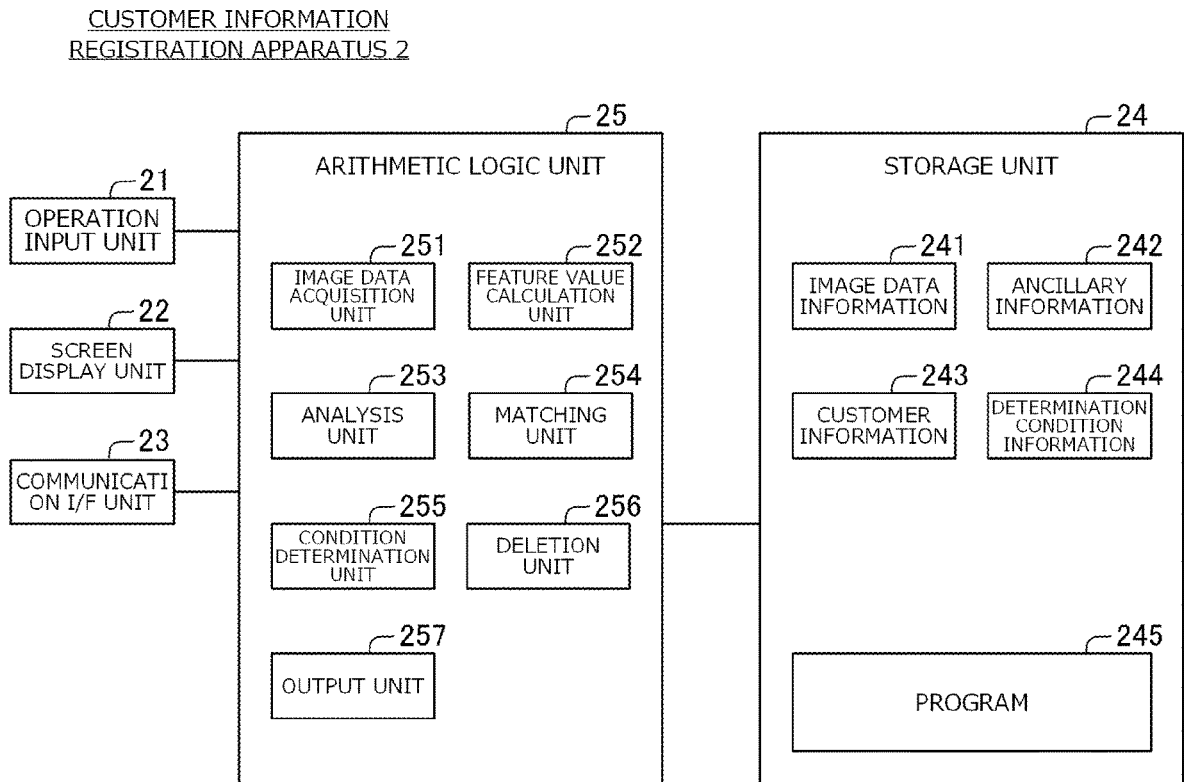 CUSTOMER INFORMATION
REGISTRATION APPARATUS 2
25
24
ARITHMETIC LOGIC UNIT
STORAGE UNIT
21
OPERATION
INPUT UNIT
22
SCREEN
DISPLAY UNIT
23
COMMUNICATI
ON I/F UNIT
251
IMAGE DATA
ACQUISITION
UNIT
252
FEATURE VALUE
CALCULATION
UNIT
253
ANALYSIS
UNIT
254
MATCHING
UNIT
255
CONDITION
DETERMINATION
UNIT
256
DELETION
UNIT
257
OUTPUT UNIT
241
IMAGE DATA
INFORMATION
242
ANCILLARY
INFORMATION
243
CUSTOMER
INFORMATION
244
DETERMINATION
CONDITION
INFORMATION
245
PROGRAM